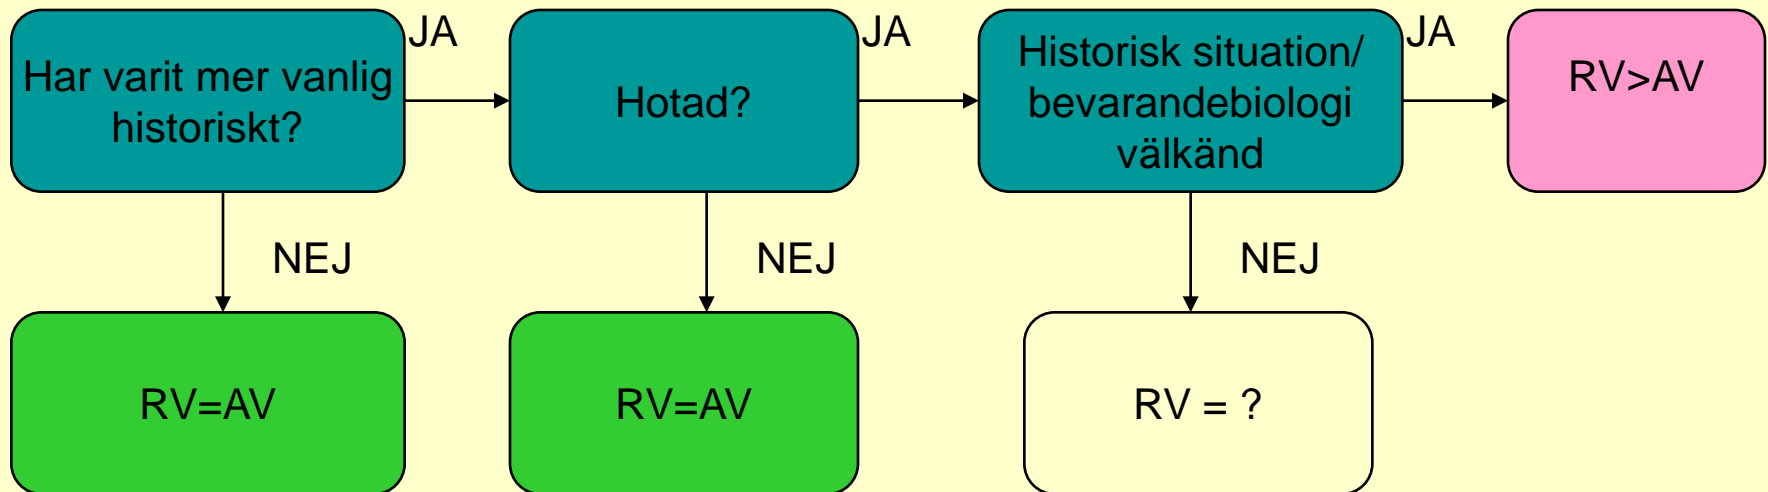 Har varit mer vanlig
historiskt?
JA
Hotad?
JA
Historisk situation/
bevarandebiologi
välkänd
JA
RV>AV
NEJ
NEJ
NEJ
RV=AV
RV=AV
RV = ?